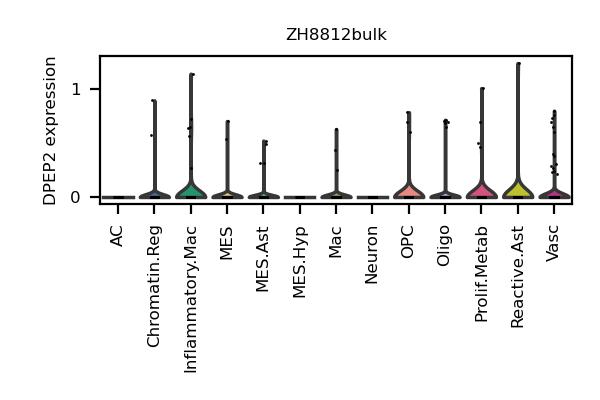 ZH8812bulk
DPEP2 expression
1
0
AC
Chromatin.Reg
Inflammatory.Mac
MES
MES.Ast
MES.Hyp
Mac
Neuron
OPC
Oligo
Prolif.Metab
Reactive.Ast
Vasc